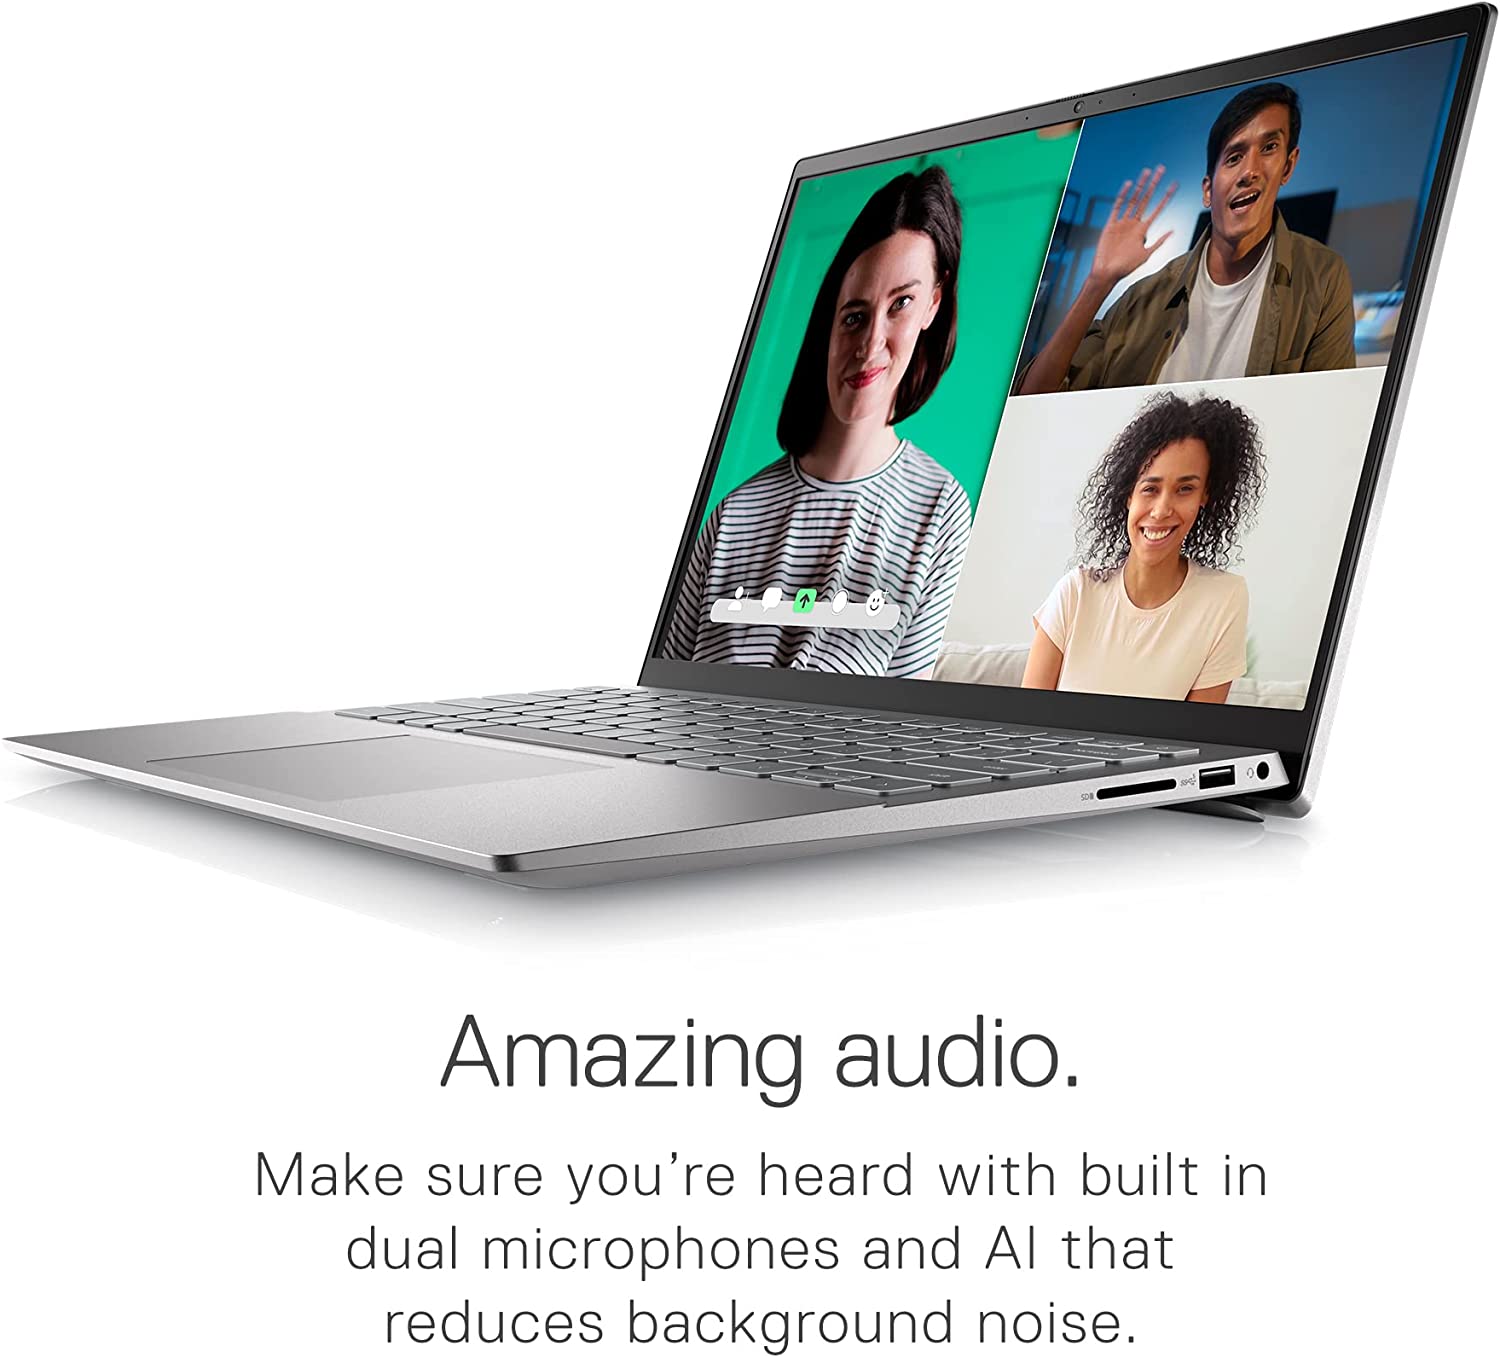 SD
Amazing audio.
Make sure you’re heard with built in
dual microphones and AI that
reduces background noise.